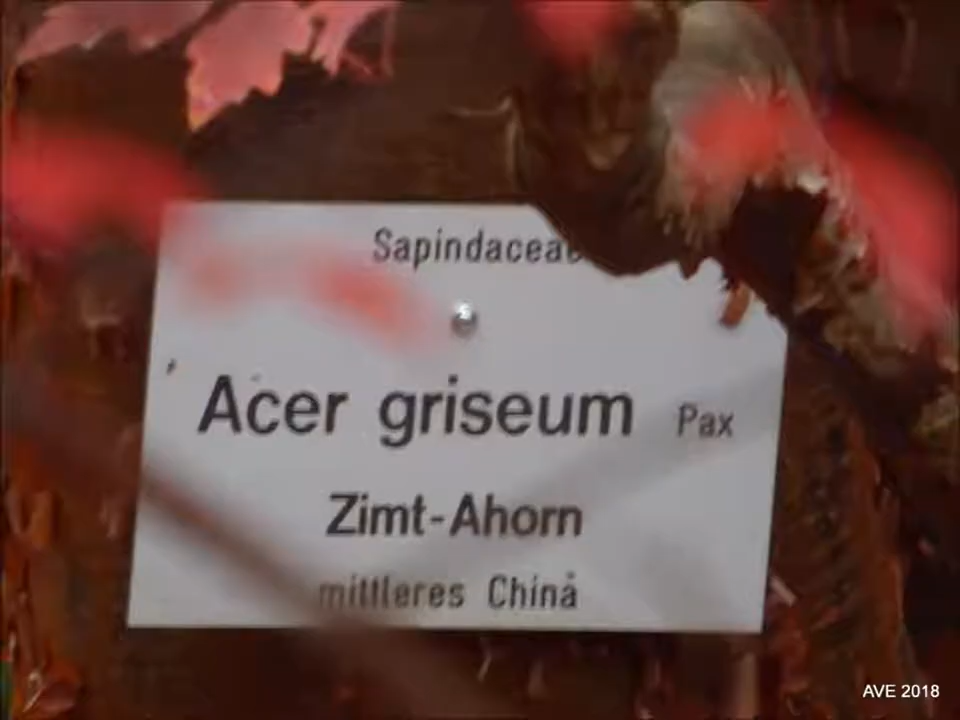 Sapindaceae
Acer griseum Pax
Zimt-Ahorn
mittleres China
AVE 2018